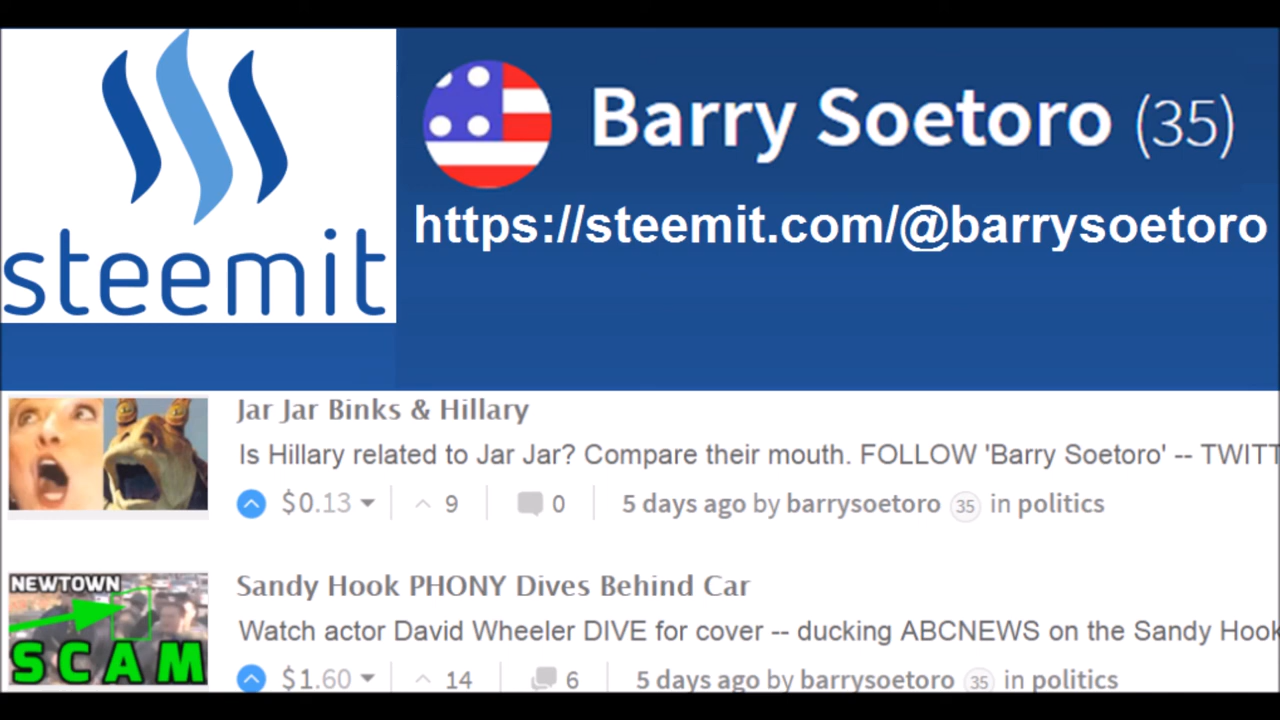 Barry Soetoro (35)
https://steemit.com/@barrysoetoro
steemit
Jar Jar Binks & Hillary
Is Hillary related to Jar Jar? Compare their mouth. FOLLOW 'Barry Soetoro' -- TWITT
$0.13 9 0 5 days ago by barrysoetoro 35 in politics
NEWTOWN
SCAM
Sandy Hook PHONY Dives Behind Car
Watch actor David Wheeler DIVE for cover -- ducking ABCNEWS on the Sandy Hook
$1.60 14 6 5 days ago by barrysoetoro 35 in politics